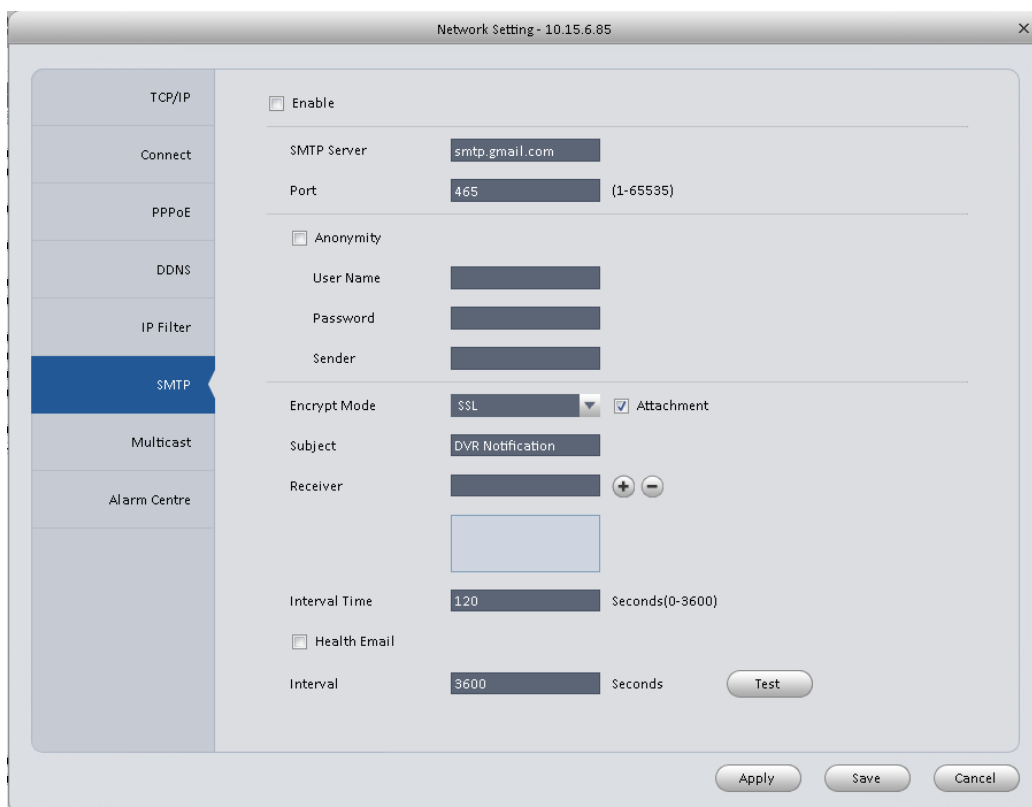 Network Setting - 10.15.6.85
TCP/IP
Connect
PPPoE
DDNS
IP Filter
SMTP
Multicast
Alarm Centre
Enable
SMTP Server smtp.gmail.com
Port 465 (1-65535)
Anonymity
User Name
Password
Sender
Encrypt Mode SSL Attachment
Subject DVR Notification
Receiver
Interval Time 120 Seconds(0-3600)
Health Email
Interval 3600 Seconds Test
Apply Save Cancel